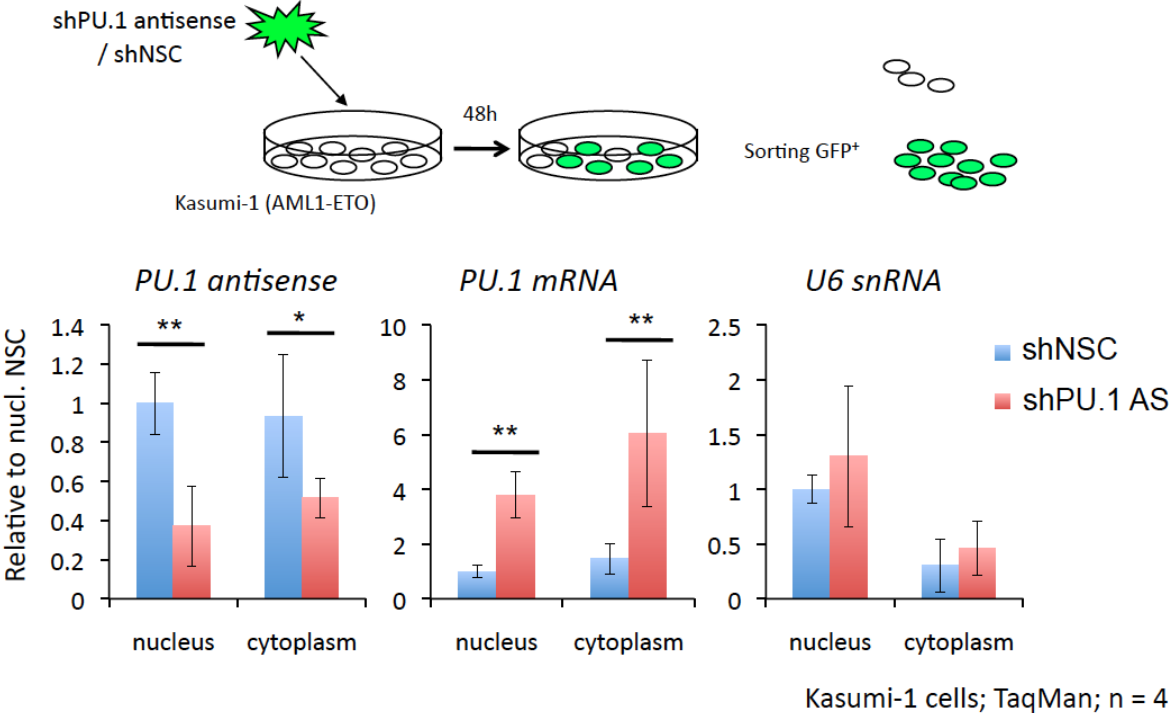 shPU.1 antisense
/ shNSC
48h
Sorting GFP+
Kasumi-1 (AML1-ETO)
PU.1 antisense
PU.1 mRNA
U6 snRNA
Relative to nucl. NSC
1.4
1.2
1
0.8
0.6
0.4
0.2
0
**
*
nucleus
cytoplasm
10
8
6
4
2
0
**
**
nucleus
cytoplasm
2.5
2
1.5
1
0.5
0
nucleus
cytoplasm
shNSC
shPU.1 AS
Kasumi-1 cells; TaqMan; n = 4